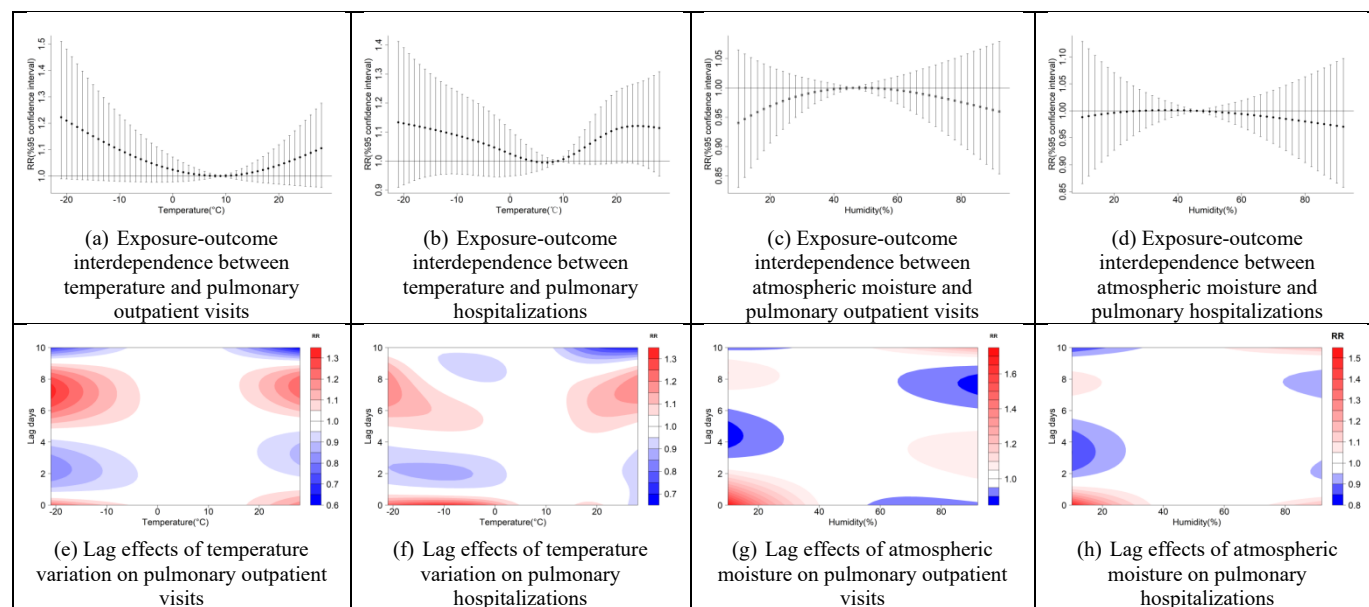 RR(%95 confidence interval)
1.0 1.1 1.2 1.3 1.4 1.5
-20 -10 0 10 20
Temperature(°C)
(a) Exposure-outcome
interdependence between
temperature and pulmonary
outpatient visits
RR(%95 confidence interval)
0.9 1.0 1.1 1.2 1.3 1.4
-20 -10 0 10 20
Temperature(℃)
(b) Exposure-outcome
interdependence between
temperature and pulmonary
hospitalizations
RR(%95 confidence interval)
0.85 0.90 0.95 1.00 1.05
20 40 60 80
Humidity(%)
(c) Exposure-outcome
interdependence between
atmospheric moisture and
pulmonary outpatient visits
RR(%95 confidence interval)
0.85 0.90 0.95 1.00 1.05 1.10
20 40 60 80
Humidity(%)
(d) Exposure-outcome
interdependence between
atmospheric moisture and
pulmonary hospitalizations
RR
Lag days
10
8
6
4
2
0
-20 -10 0 10 20
Temperature(°C)
1.3
1.2
1.1
1.0
0.9
0.8
0.7
0.6
(e) Lag effects of temperature
variation on pulmonary outpatient
visits
RR
Lag days
10
8
6
4
2
0
-20 -10 0 10 20
Temperature(°C)
1.3
1.2
1.1
1.0
0.9
0.8
0.7
(f) Lag effects of temperature
variation on pulmonary
hospitalizations
RR
Lag days
10
8
6
4
2
0
20 40 60 80
Humidity(%)
1.6
1.4
1.2
1.0
(g) Lag effects of atmospheric
moisture on pulmonary outpatient
visits
RR
Lag days
10
8
6
4
2
0
20 40 60 80
Humidity(%)
1.5
1.4
1.3
1.2
1.1
1.0
0.9
0.8
(h) Lag effects of atmospheric
moisture on pulmonary
hospitalizations